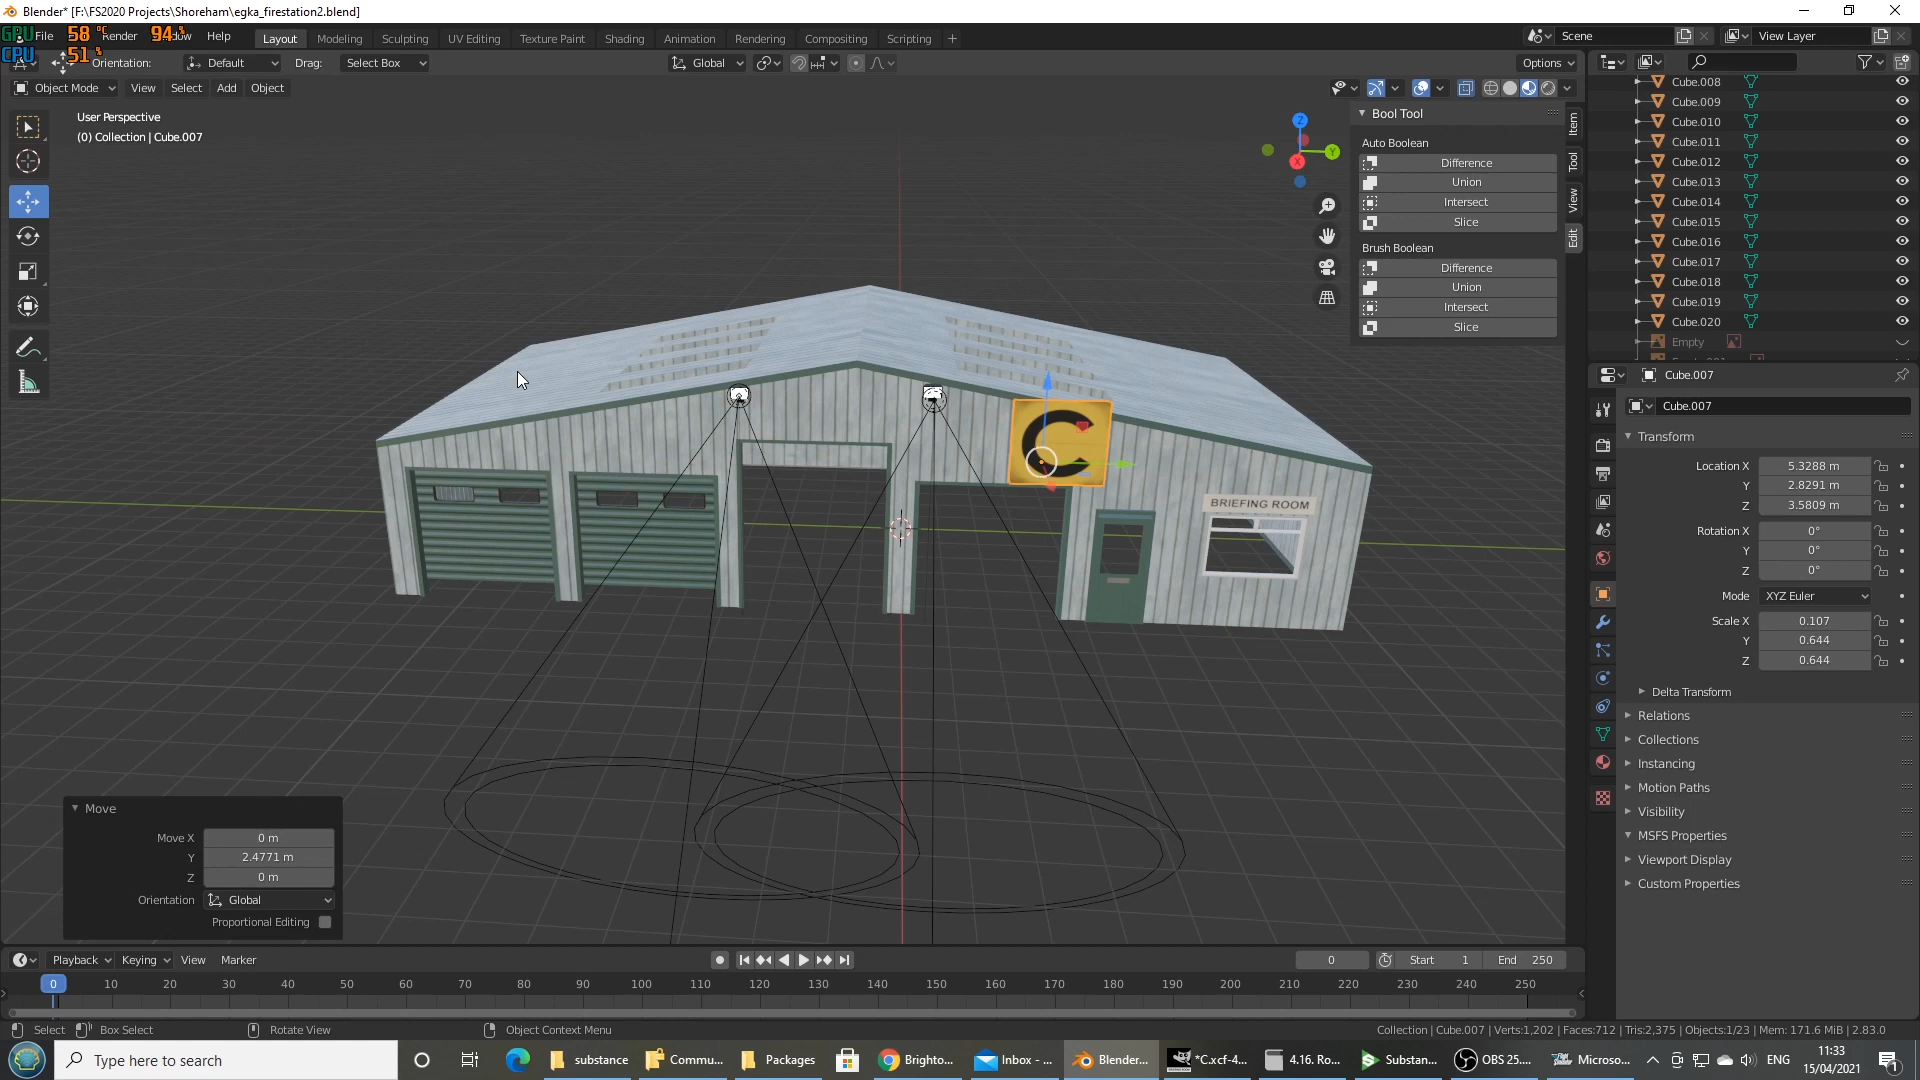 Blender* [F:\FS2020 Projects\Shoreham\egka_firestation2.blend]
GPU 58 °C 94 %
CPU 51 %
File Render Window Help
Layout Modeling Sculpting UV Editing Texture Paint Shading Animation Rendering Compositing Scripting +
Scene
View Layer
Orientation: Default Drag: Select Box
Global
Options
Object Mode View Select Add Object
User Perspective
(0) Collection | Cube.007
Z
Y
X
Bool Tool
Auto Boolean
Difference
Union
Intersect
Slice
Brush Boolean
Difference
Union
Intersect
Slice
Item
Tool
View
Edit
C
BRIEFING ROOM
Cube.008
Cube.009
Cube.010
Cube.011
Cube.012
Cube.013
Cube.014
Cube.015
Cube.016
Cube.017
Cube.018
Cube.019
Cube.020
Empty
Cube.007
Cube.007
Transform
Location X 5.3288 m
Y 2.8291 m
Z 3.5809 m
Rotation X 0°
Y 0°
Z 0°
Mode XYZ Euler
Scale X 0.107
Y 0.644
Z 0.644
Delta Transform
Relations
Collections
Instancing
Motion Paths
Visibility
MSFS Properties
Viewport Display
Custom Properties
Move
Move X 0 m
Y 2.4771 m
Z 0 m
Orientation Global
Proportional Editing
Playback Keying View Marker
0
Start 1 End 250
0 10 20 30 40 50 60 70 80 90 100 110 120 130 140 150 160 170 180 190 200 210 220 230 240 250
Select Box Select Rotate View Object Context Menu
Collection | Cube.007 | Verts:1,202 | Faces:712 | Tris:2,375 | Objects:1/23 | Mem: 171.6 MiB | 2.83.0
Type here to search
substance
Commu...
Packages
Brighto...
Inbox - ...
Blender...
*C.xcf-4...
4.16. Ro...
Substan...
OBS 25....
Microso...
ENG
11:33
15/04/2021
1